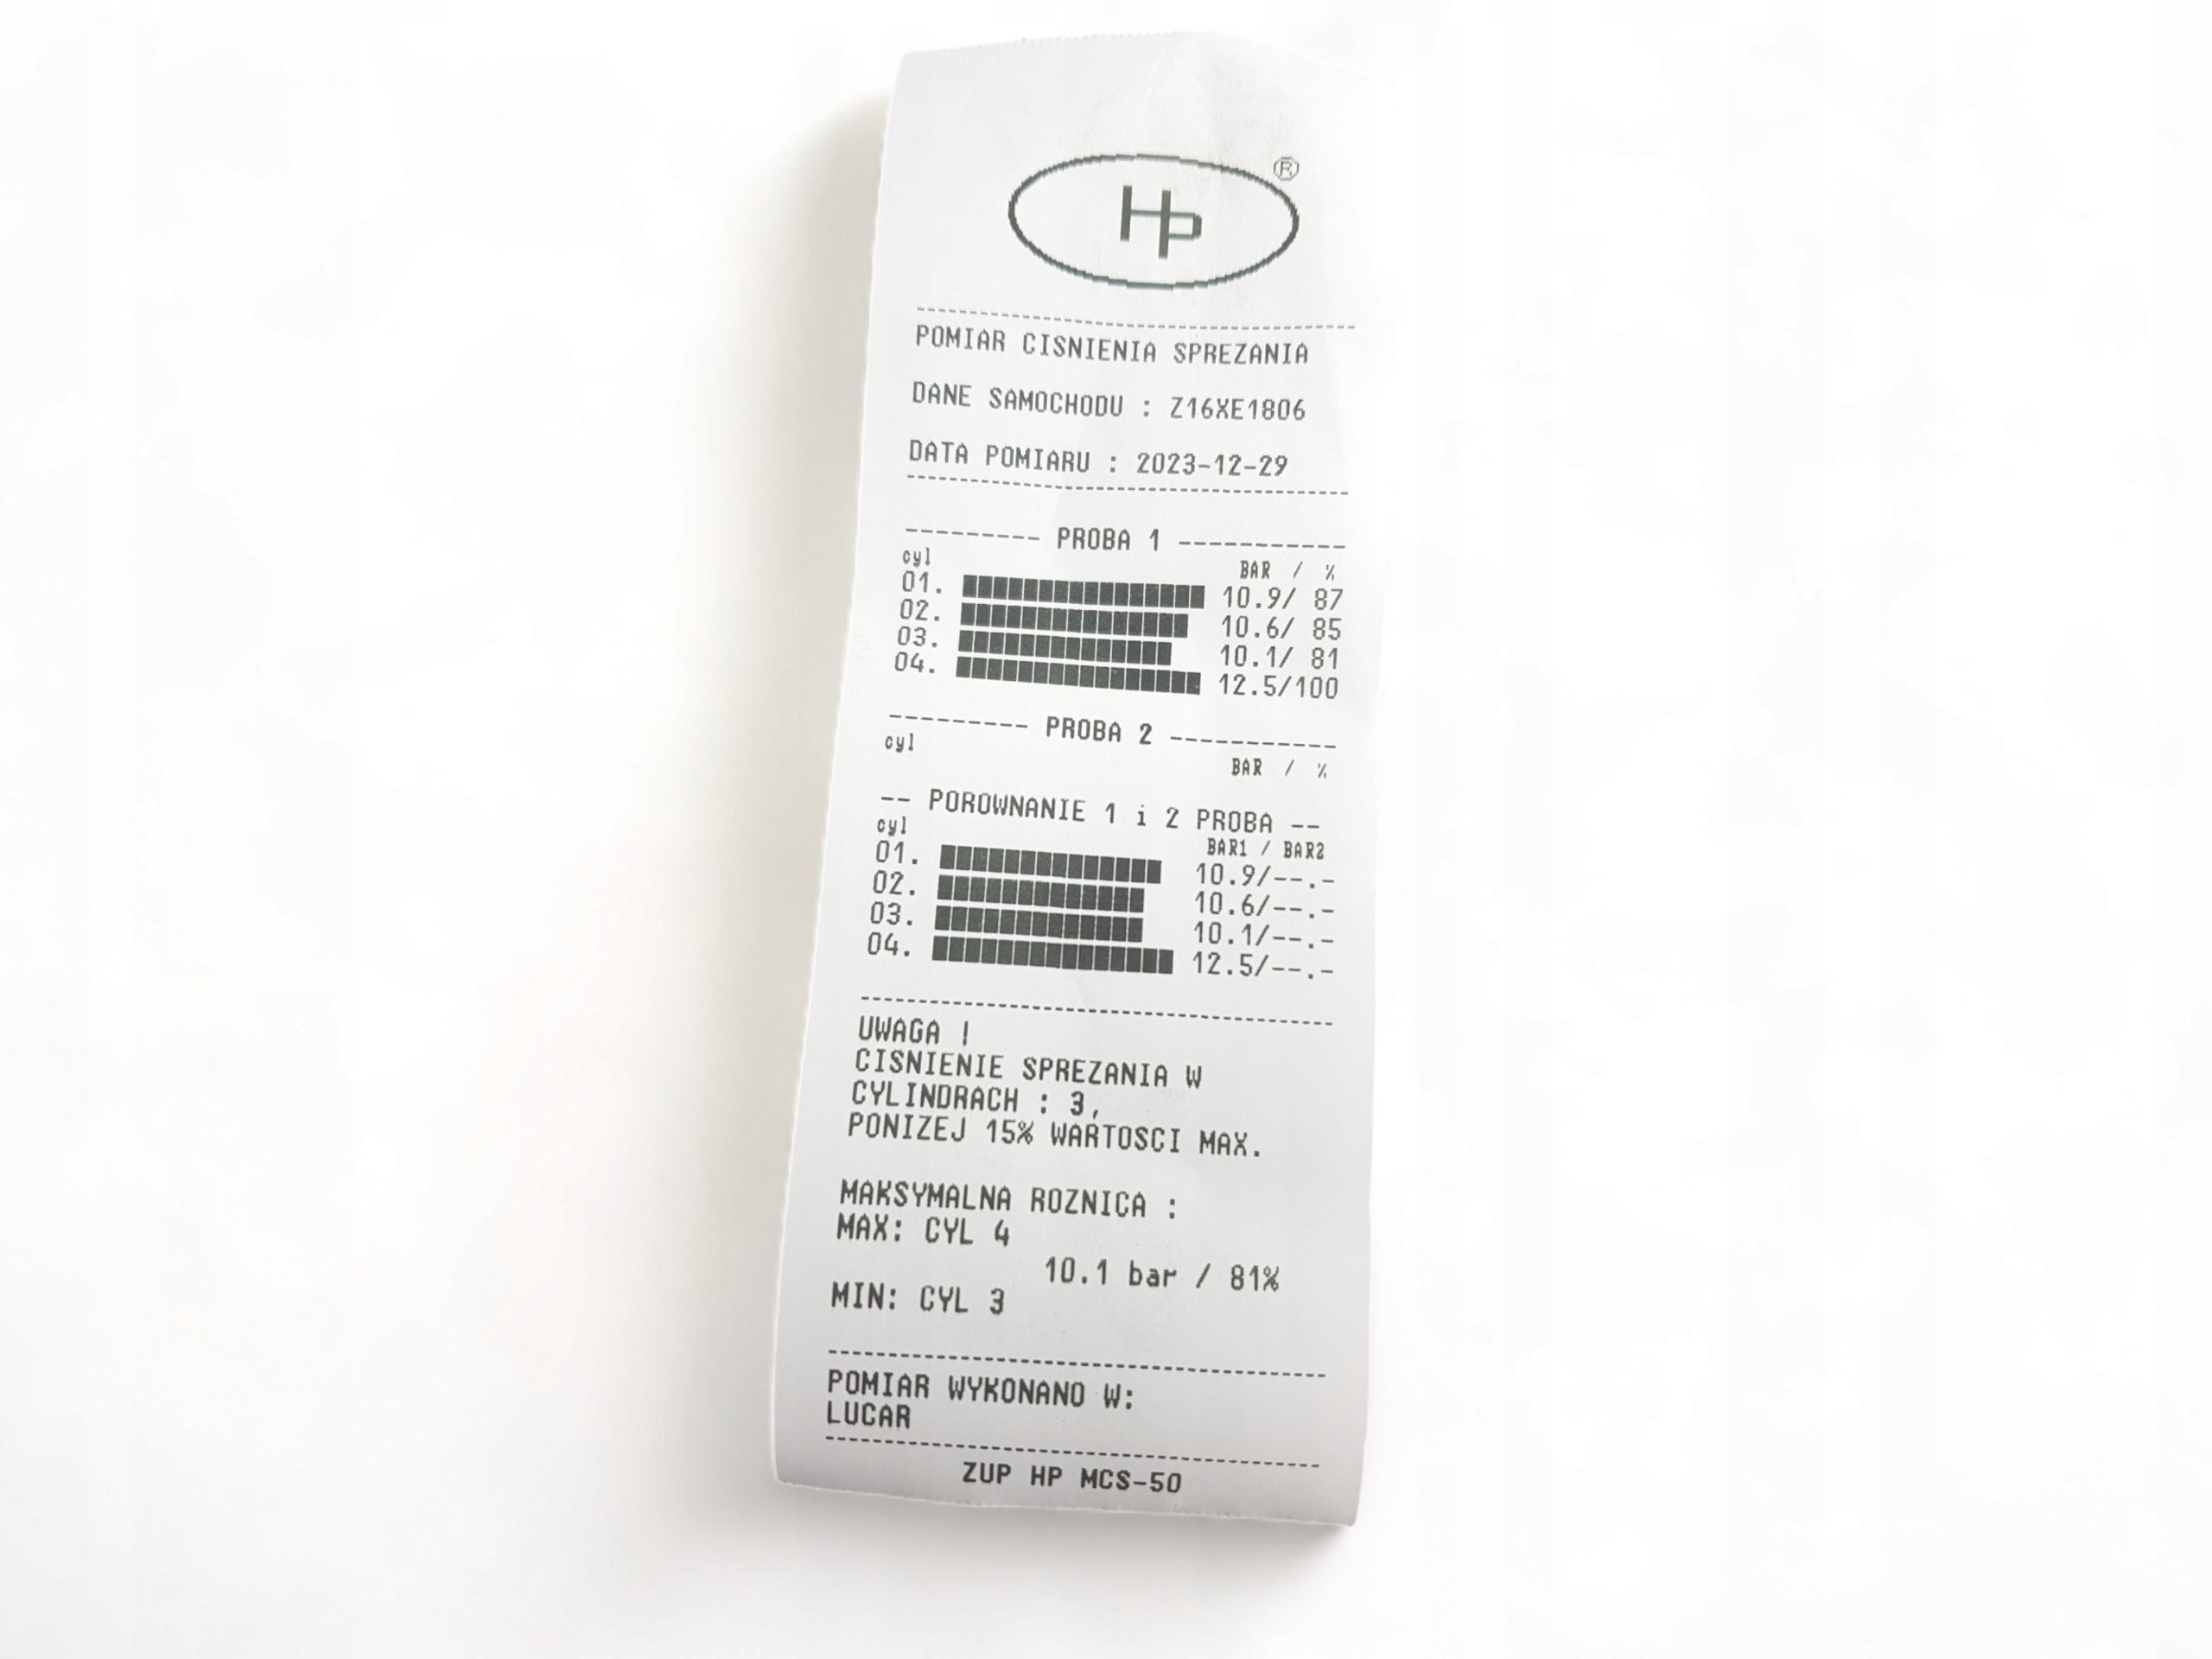 Hp ®
POMIAR CISNIENIA SPREZANIA
DANE SAMOCHODU : Z16XE1806
DATA POMIARU : 2023-12-29
--------- PROBA 1 -----------
cyl BAR / %
01. 10.9/ 87
02. 10.6/ 85
03. 10.1/ 81
04. 12.5/100
--------- PROBA 2 -----------
cyl BAR / %
-- POROWNANIE 1 i 2 PROBA --
cyl BAR1 / BAR2
01. 10.9/--.-
02. 10.6/--.-
03. 10.1/--.-
04. 12.5/--.-
UWAGA !
CISNIENIE SPREZANIA W
CYLINDRACH : 3,
PONIZEJ 15% WARTOSCI MAX.
MAKSYMALNA ROZNICA :
MAX: CYL 4
10.1 bar / 81%
MIN: CYL 3
POMIAR WYKONANO W:
LUCAR
ZUP HP MCS-50